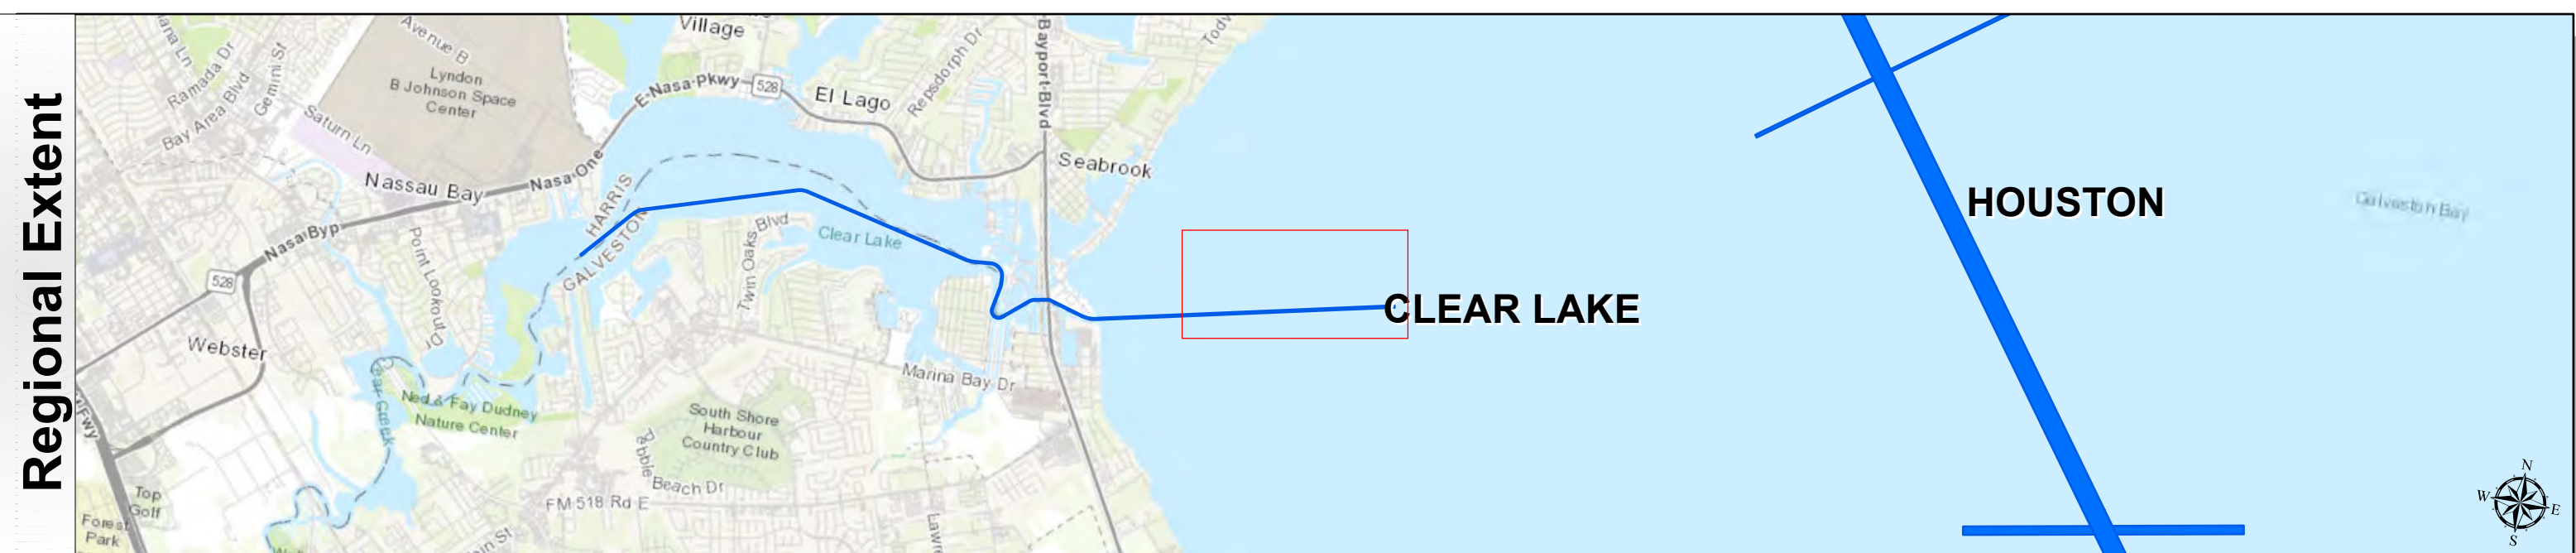 Regional Extent
Village
Avenue B
Ramada Dr
Bay Area Blvd
Gemini St
Saturn Ln
Lyndon
B Johnson Space
Center
E Nasa Pkwy
528
El Lago
Repsdorph Dr
Bayport Blvd
Seabrook
Nassau Bay
Nasa One
HARRIS
GALVESTON
Nasa Byp
528
Point Lookout Dr
Twin Oaks Blvd
Clear Lake
HOUSTON
Galveston Bay
CLEAR LAKE
Webster
Marina Bay Dr
Ned & Fay Dudney
Nature Center
South Shore
Harbour
Country Club
Beach Dr
FM 518 Rd E
Top
Golf
Forest
Park
N
W
E
S